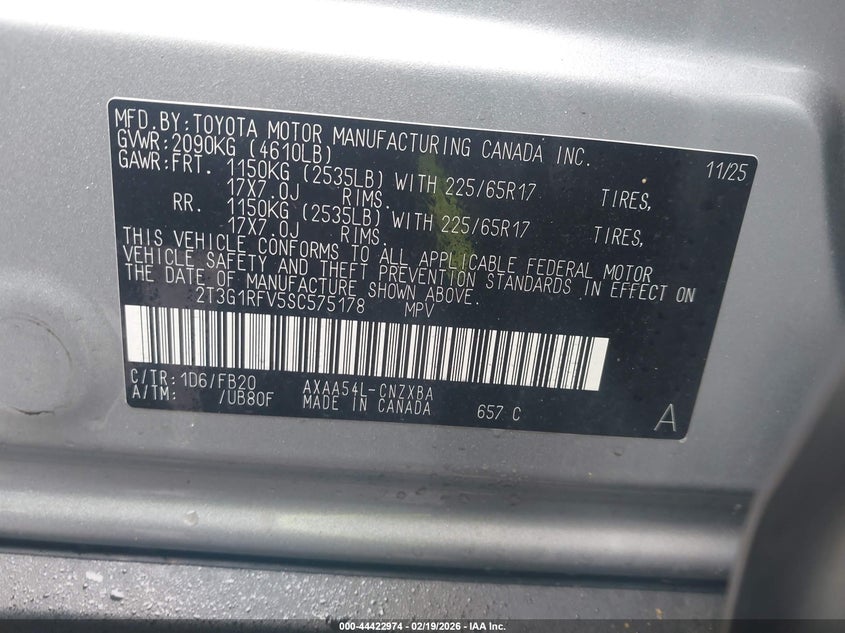 MFD.BY:TOYOTA MOTOR MANUFACTURING CANADA INC. 11/25
GVWR:2090KG (4610LB)
GAWR:FRT. 1150KG (2535LB) WITH 225/65R17 TIRES,
17X7.0J RIMS.
RR. 1150KG (2535LB) WITH 225/65R17 TIRES,
17X7.0J RIMS.
THIS VEHICLE CONFORMS TO ALL APPLICABLE FEDERAL MOTOR
VEHICLE SAFETY AND THEFT PREVENTION STANDARDS IN EFFECT ON
THE DATE OF MANUFACTURE SHOWN ABOVE.
2T3G1RFV5SC575178 MPV
C/TR:1D6/FB20 AXAA54L-CNZXBA
A/TM: /UB80F MADE IN CANADA 657 C A
000-44422974 - 02/19/2026 - IAA Inc.